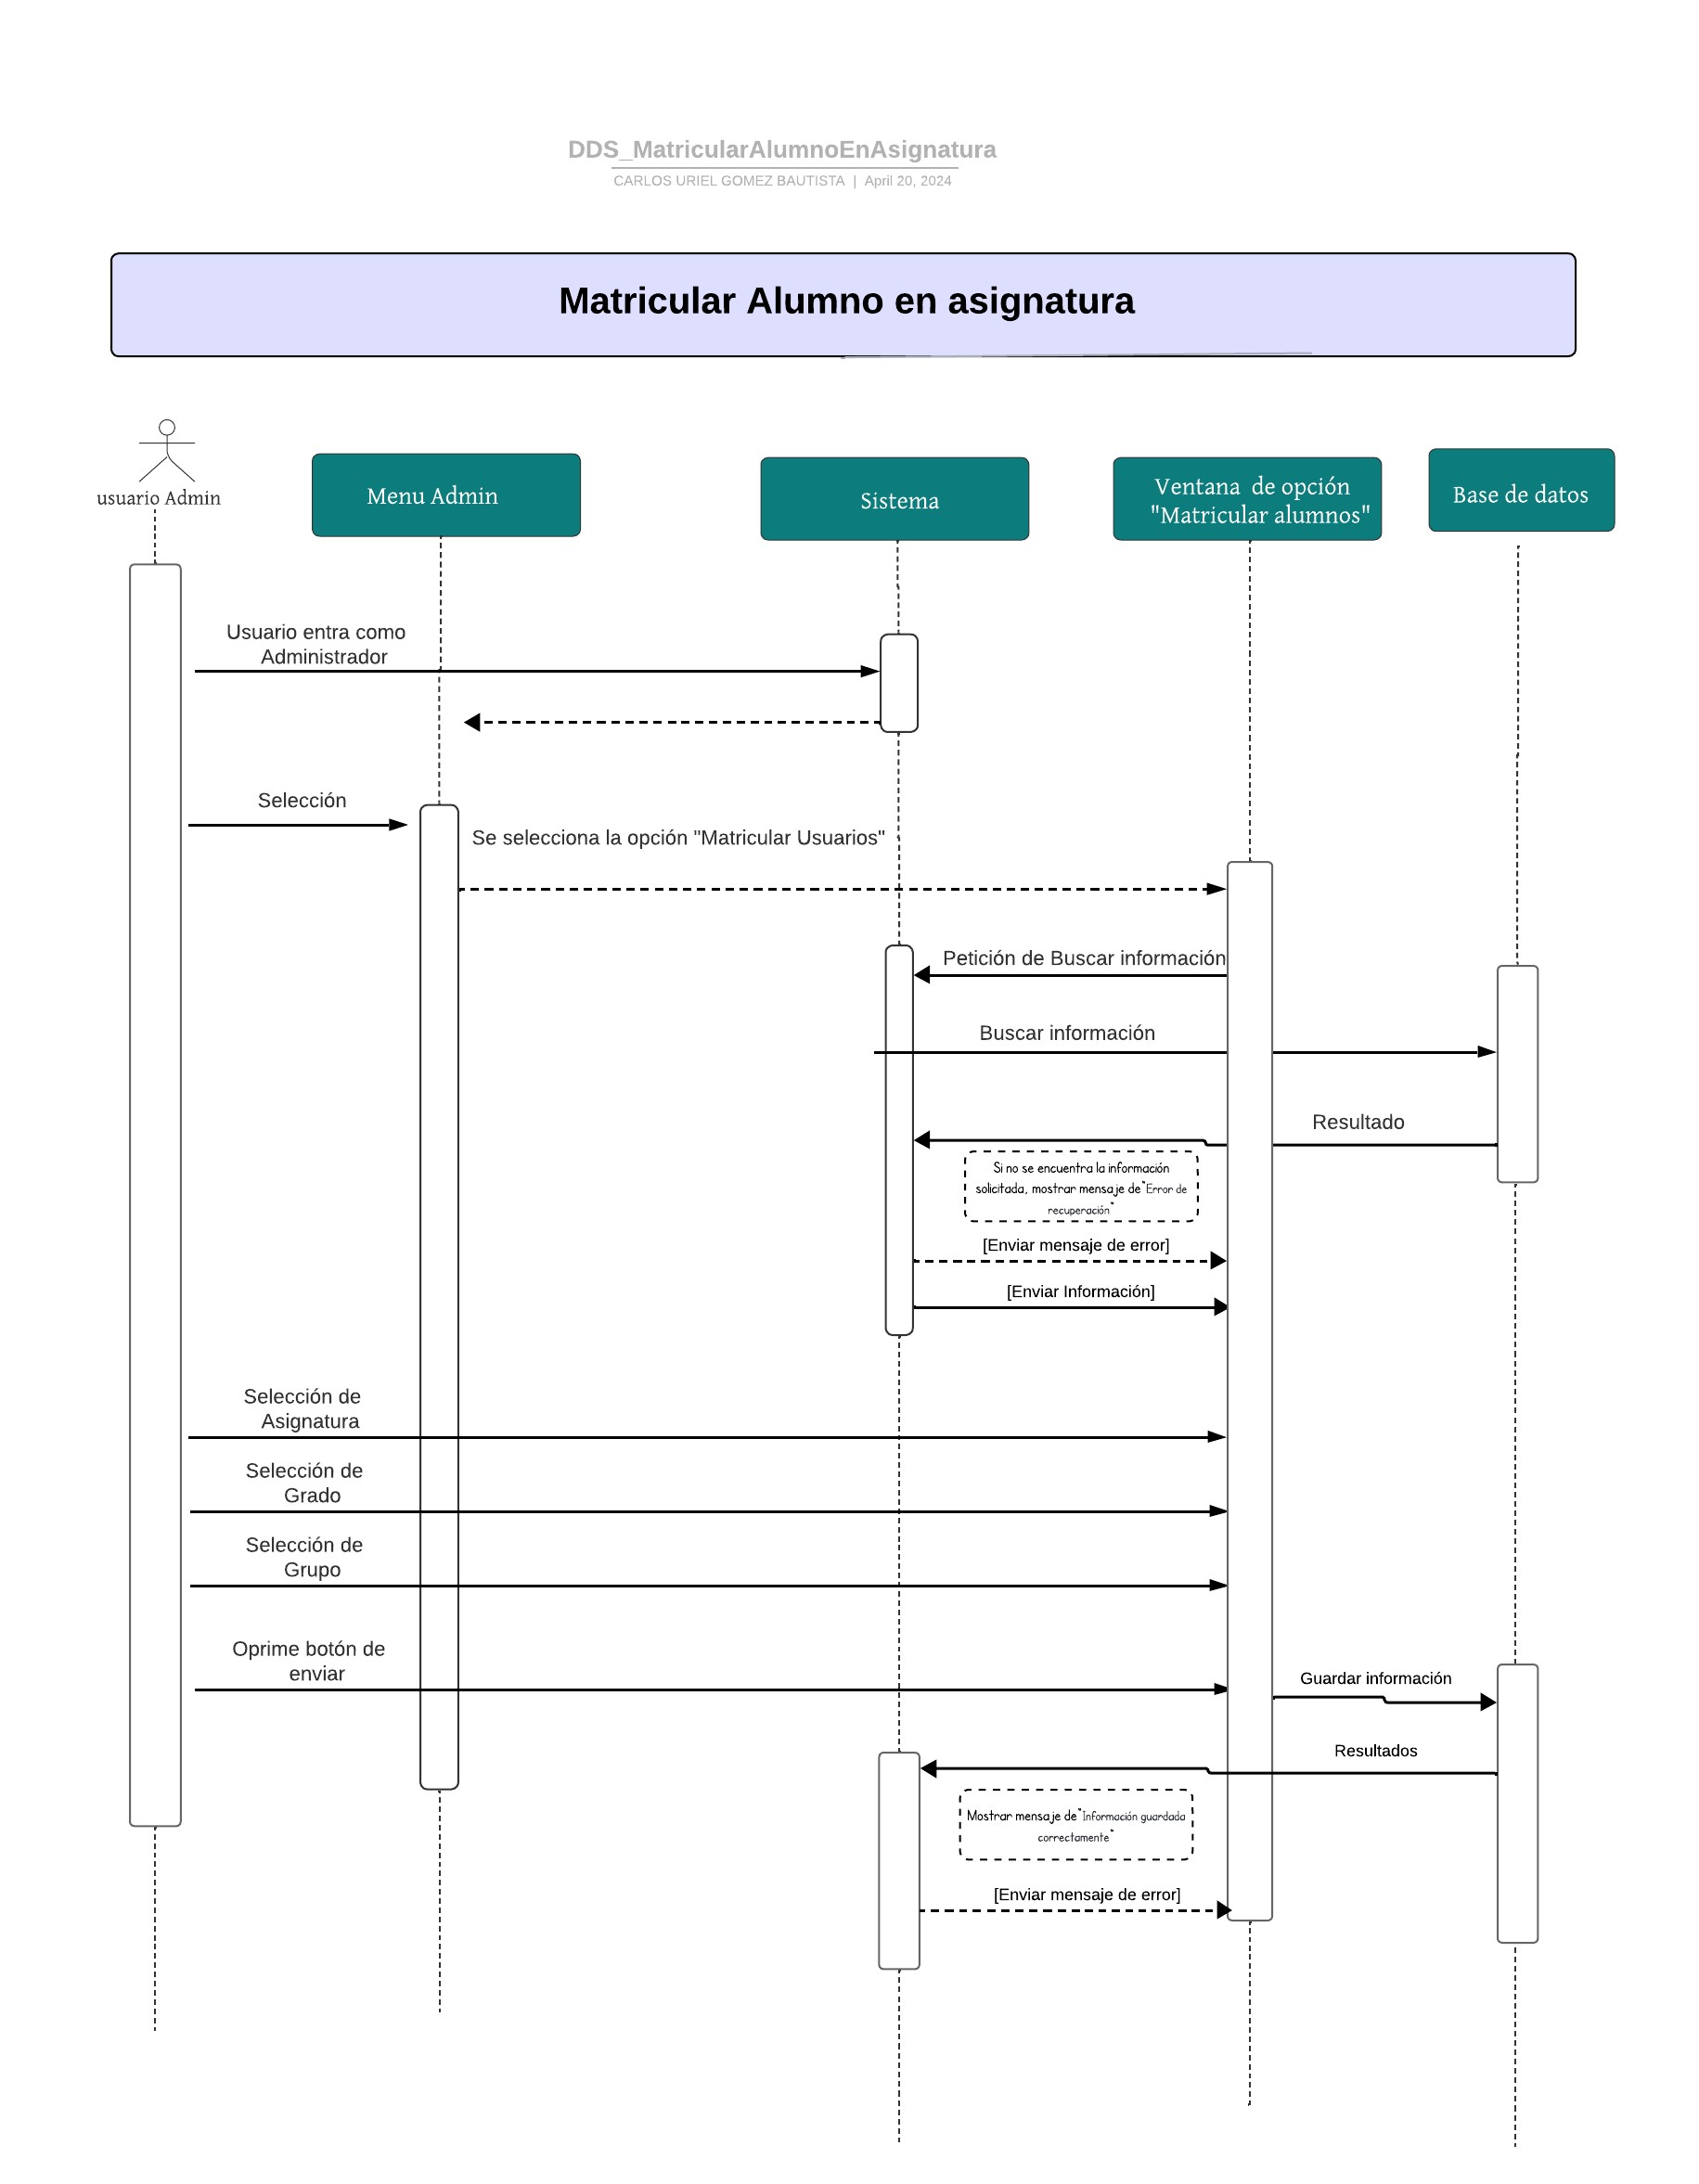 DDS_MatricularAlumnoEnAsignatura
CARLOS URIEL GOMEZ BAUTISTA | April 20, 2024
Matricular Alumno en asignatura
usuario Admin
Menu Admin
Sistema
Ventana de opción
"Matricular alumnos"
Base de datos
Usuario entra como
Administrador
Selección
Se selecciona la opción "Matricular Usuarios"
Petición de Buscar información
Buscar información
Resultado
Si no se encuentra la información
solicitada, mostrar mensaje de"Error de
recuperación"
[Enviar mensaje de error]
[Enviar Información]
Selección de
Asignatura
Selección de
Grado
Selección de
Grupo
Oprime botón de
enviar
Guardar información
Resultados
Mostrar mensaje de"Información guardada
correctamente"
[Enviar mensaje de error]